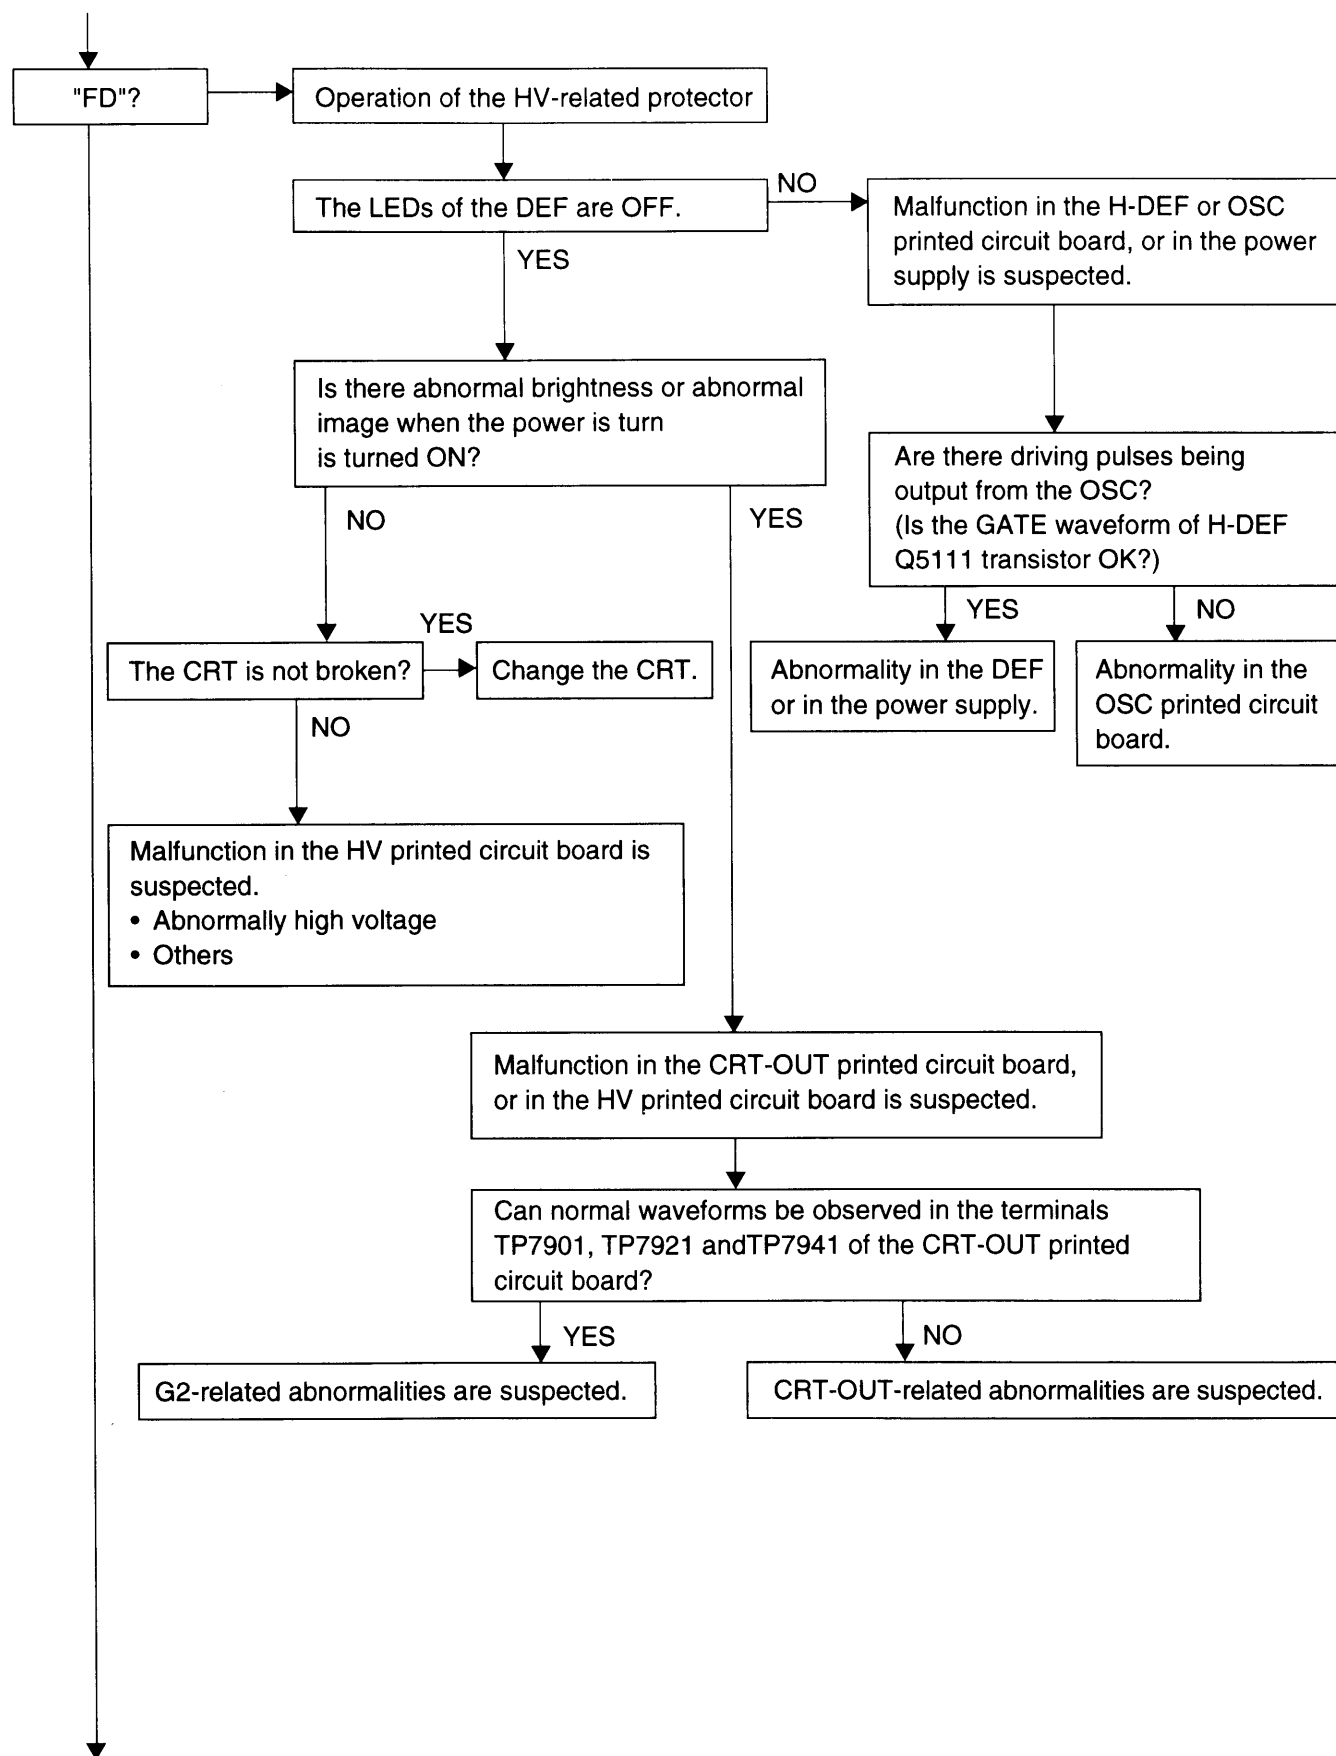 "FD"?
Operation of the HV-related protector
The LEDs of the DEF are OFF.
NO
Malfunction in the H-DEF or OSC
printed circuit board, or in the power
supply is suspected.
YES
Is there abnormal brightness or abnormal
image when the power is turn
is turned ON?
Are there driving pulses being
output from the OSC?
(Is the GATE waveform of H-DEF
Q5111 transistor OK?)
NO
YES
YES
NO
The CRT is not broken?
YES
Change the CRT.
Abnormality in the DEF
or in the power supply.
Abnormality in the
OSC printed circuit
board.
NO
Malfunction in the HV printed circuit board is
suspected.
• Abnormally high voltage
• Others
Malfunction in the CRT-OUT printed circuit board,
or in the HV printed circuit board is suspected.
Can normal waveforms be observed in the terminals
TP7901, TP7921 andTP7941 of the CRT-OUT printed
circuit board?
YES
NO
G2-related abnormalities are suspected.
CRT-OUT-related abnormalities are suspected.